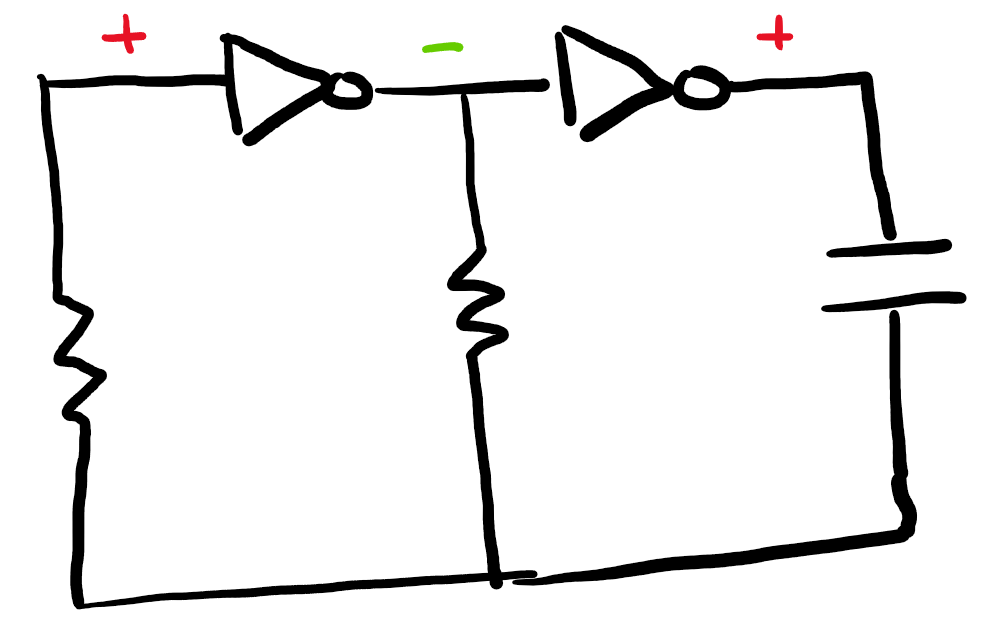 + - +